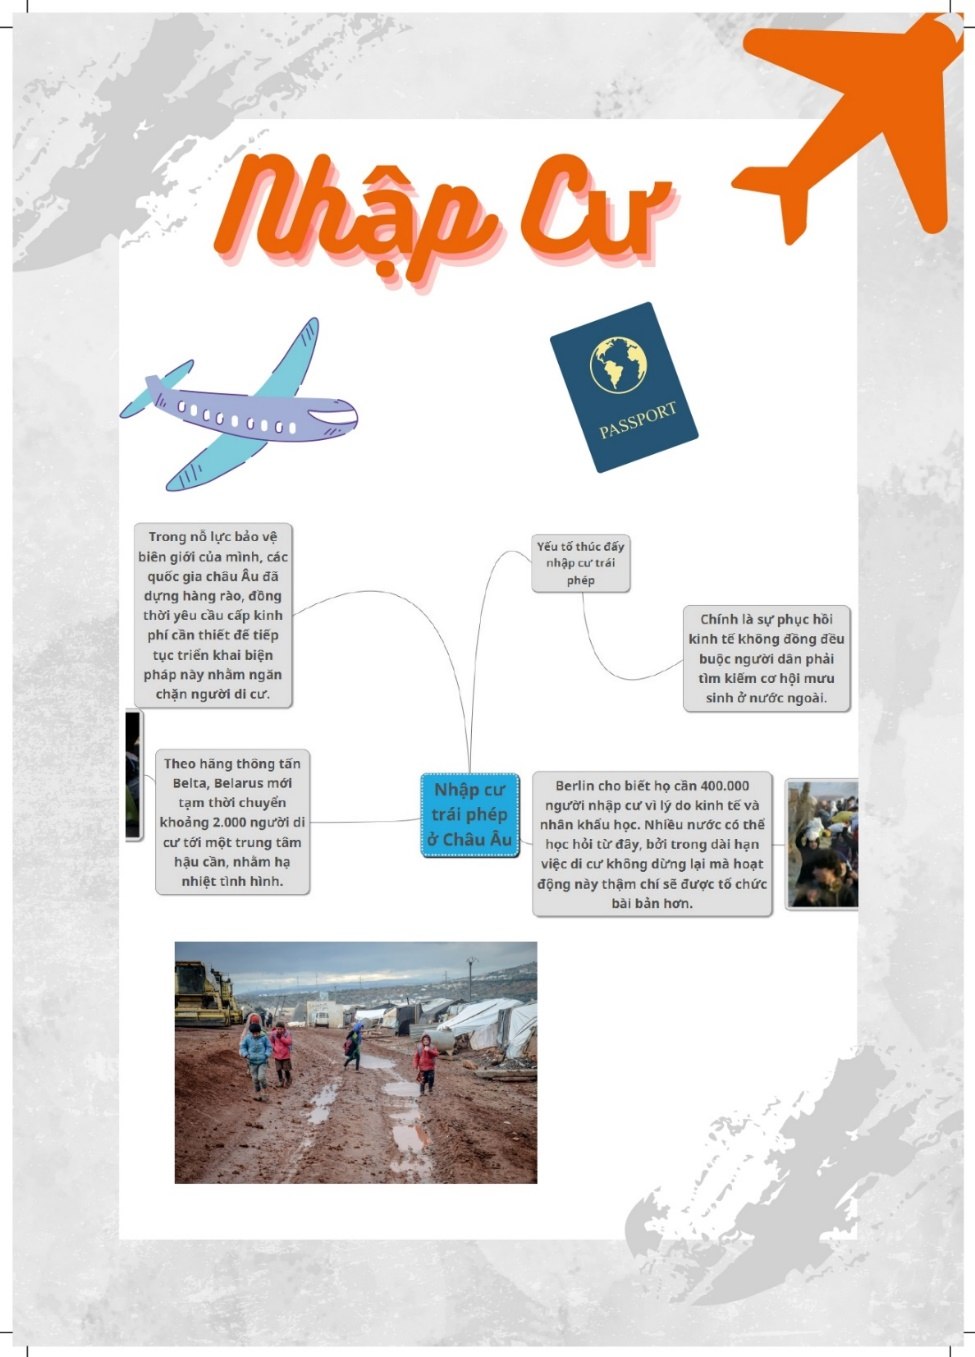 Nhập Cư
PASSPORT
Trong nỗ lực bảo vệ
biên giới của mình, các
quốc gia châu Âu đã
dựng hàng rào, đồng
thời yêu cầu cấp kinh
phí cần thiết để tiếp
tục triển khai biện
pháp này nhằm ngăn
chặn người di cư.
Yếu tố thúc đẩy
nhập cư trái
phép
Chính là sự phục hồi
kinh tế không đồng đều
buộc người dân phải
tìm kiếm cơ hội mưu
sinh ở nước ngoài.
Theo hãng thông tấn
Belta, Belarus mới
tạm thời chuyển
khoảng 2.000 người di
cư tới một trung tâm
hậu cần, nhằm hạ
nhiệt tình hình.
Nhập cư
trái phép
ở Châu Âu
Berlin cho biết họ cần 400.000
người nhập cư vì lý do kinh tế và
nhân khẩu học. Nhiều nước có thể
học hỏi từ đây, bởi trong dài hạn
việc di cư không dừng lại mà hoạt
động này thậm chí sẽ được tổ chức
bài bản hơn.